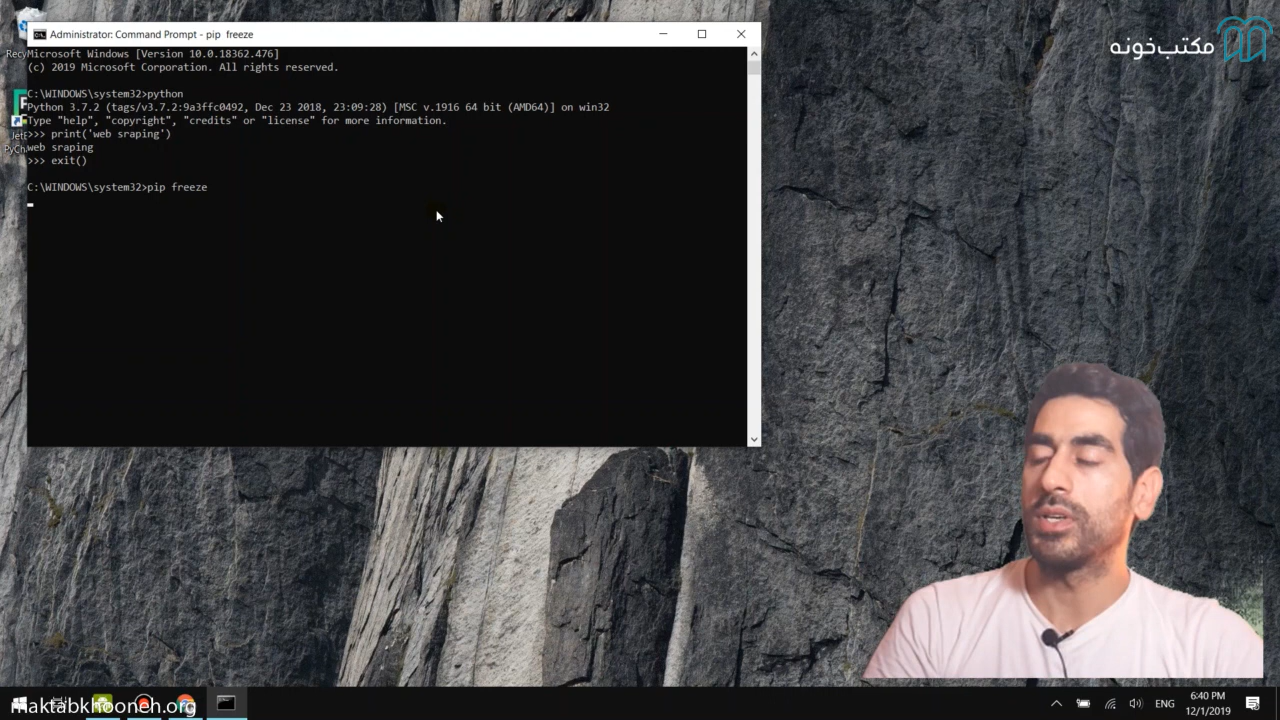 Administrator: Command Prompt - pip  freeze
مکتب‌خونه
Recy
Microsoft Windows [Version 10.0.18362.476]
(c) 2019 Microsoft Corporation. All rights reserved.
C:\WINDOWS\system32>python
Python 3.7.2 (tags/v3.7.2:9a3ffc0492, Dec 23 2018, 23:09:28) [MSC v.1916 64 bit (AMD64)] on win32
Type "help", "copyright", "credits" or "license" for more information.
>>> print('web sraping')
web sraping
>>> exit()
C:\WINDOWS\system32>pip freeze
Jet
PyCh
maktabkhooneh.org
ENG
6:40 PM
12/1/2019